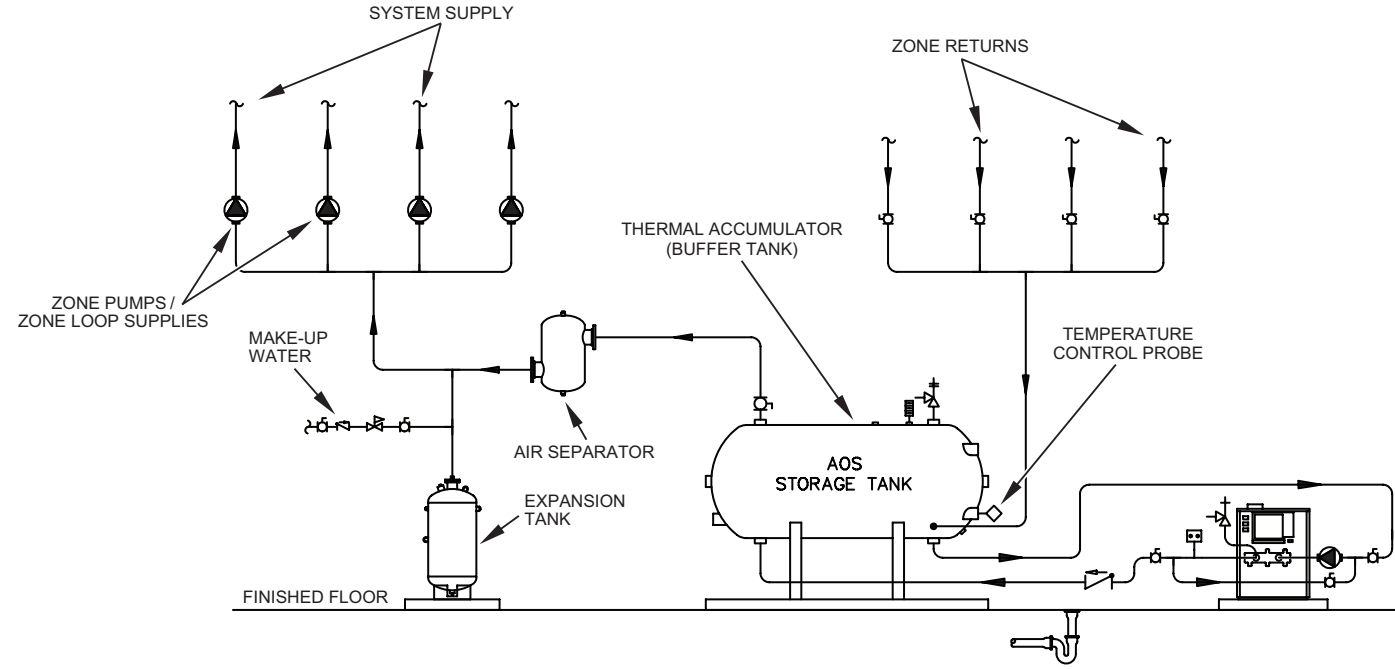 SYSTEM SUPPLY
ZONE RETURNS
THERMAL ACCUMULATOR
(BUFFER TANK)
ZONE PUMPS /
ZONE LOOP SUPPLIES
MAKE-UP
WATER
TEMPERATURE
CONTROL PROBE
AIR SEPARATOR
AOS
STORAGE TANK
EXPANSION
TANK
FINISHED FLOOR